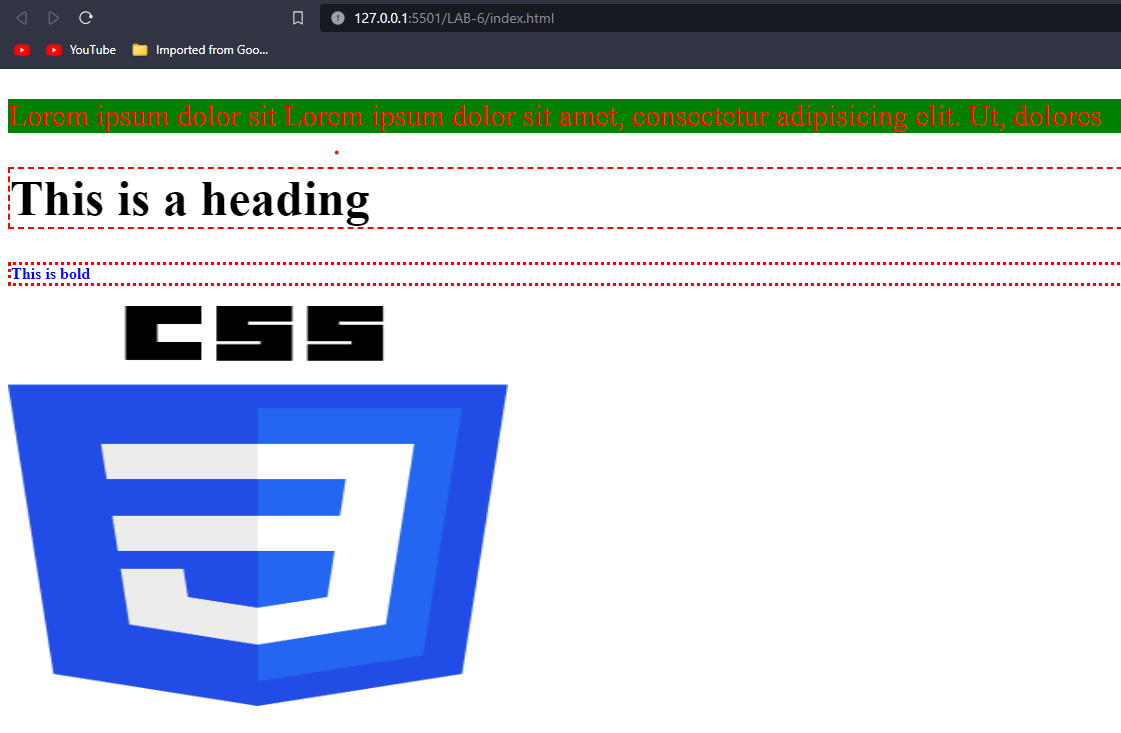 127.0.0.1:5501/LAB-6/index.html
YouTube
Imported from Goo...
Lorem ipsum dolor sit Lorem ipsum dolor sit amet, consectetur adipisicing elit. Ut, dolores
This is a heading
This is bold
CSS